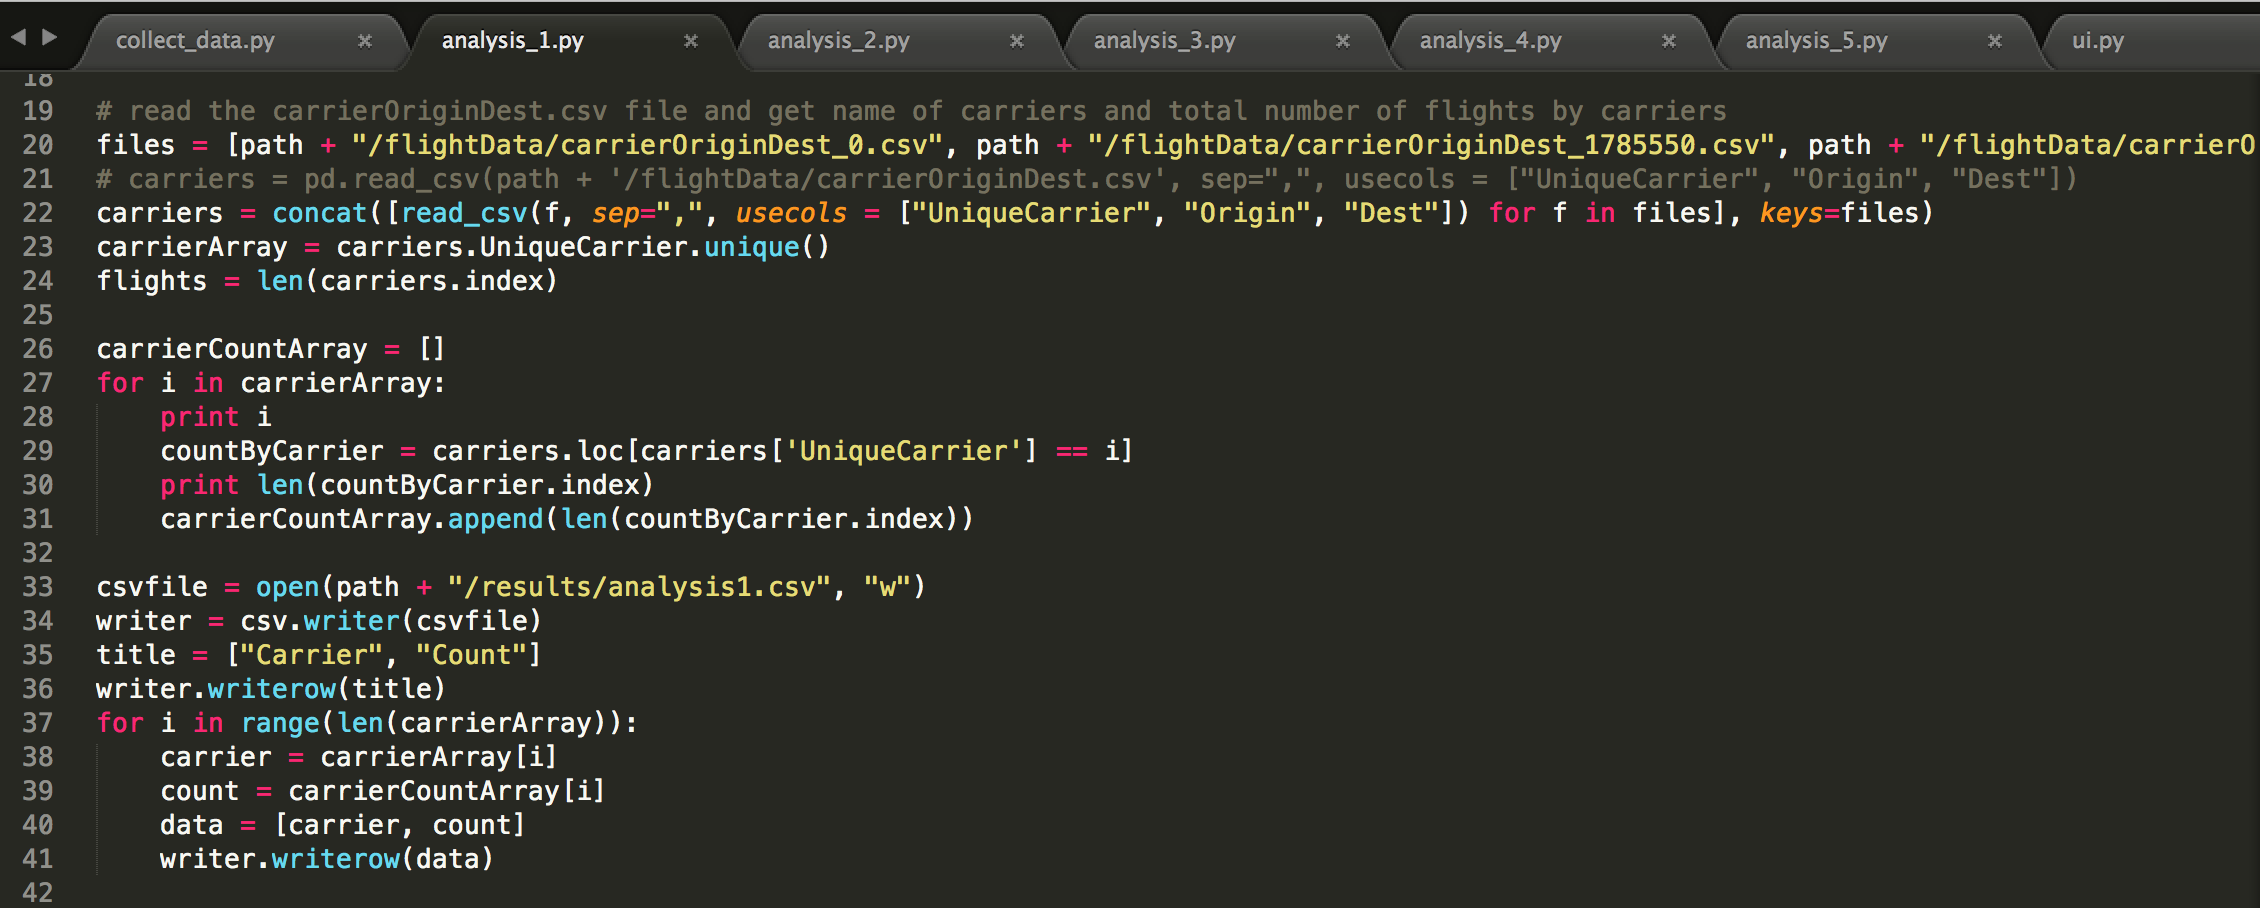 collect_data.py × analysis_1.py × analysis_2.py × analysis_3.py × analysis_4.py × analysis_5.py × ui.py
18
19 # read the carrierOriginDest.csv file and get name of carriers and total number of flights by carriers
20 files = [path + "/flightData/carrierOriginDest_0.csv", path + "/flightData/carrierOriginDest_1785550.csv", path + "/flightData/carrierO
21 # carriers = pd.read_csv(path + '/flightData/carrierOriginDest.csv', sep=",", usecols = ["UniqueCarrier", "Origin", "Dest"])
22 carriers = concat([read_csv(f, sep=",", usecols = ["UniqueCarrier", "Origin", "Dest"]) for f in files], keys=files)
23 carrierArray = carriers.UniqueCarrier.unique()
24 flights = len(carriers.index)
25
26 carrierCountArray = []
27 for i in carrierArray:
28     print i
29     countByCarrier = carriers.loc[carriers['UniqueCarrier'] == i]
30     print len(countByCarrier.index)
31     carrierCountArray.append(len(countByCarrier.index))
32
33 csvfile = open(path + "/results/analysis1.csv", "w")
34 writer = csv.writer(csvfile)
35 title = ["Carrier", "Count"]
36 writer.writerow(title)
37 for i in range(len(carrierArray)):
38     carrier = carrierArray[i]
39     count = carrierCountArray[i]
40     data = [carrier, count]
41     writer.writerow(data)
42